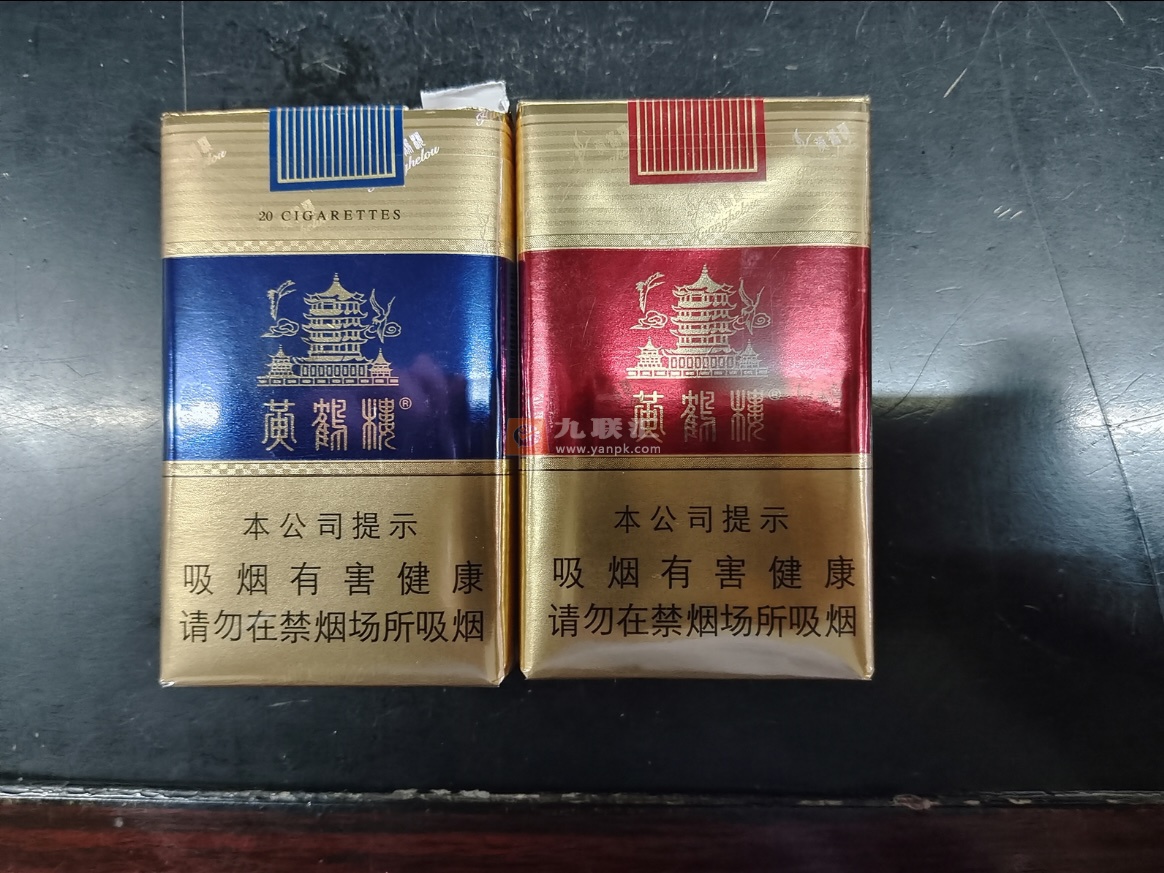 20 CIGARETTES
黄鹤楼®
本公司提示
吸烟有害健康
请勿在禁烟场所吸烟
黄鹤楼®
本公司提示
吸烟有害健康
请勿在禁烟场所吸烟
九联汇
www.yanpk.com